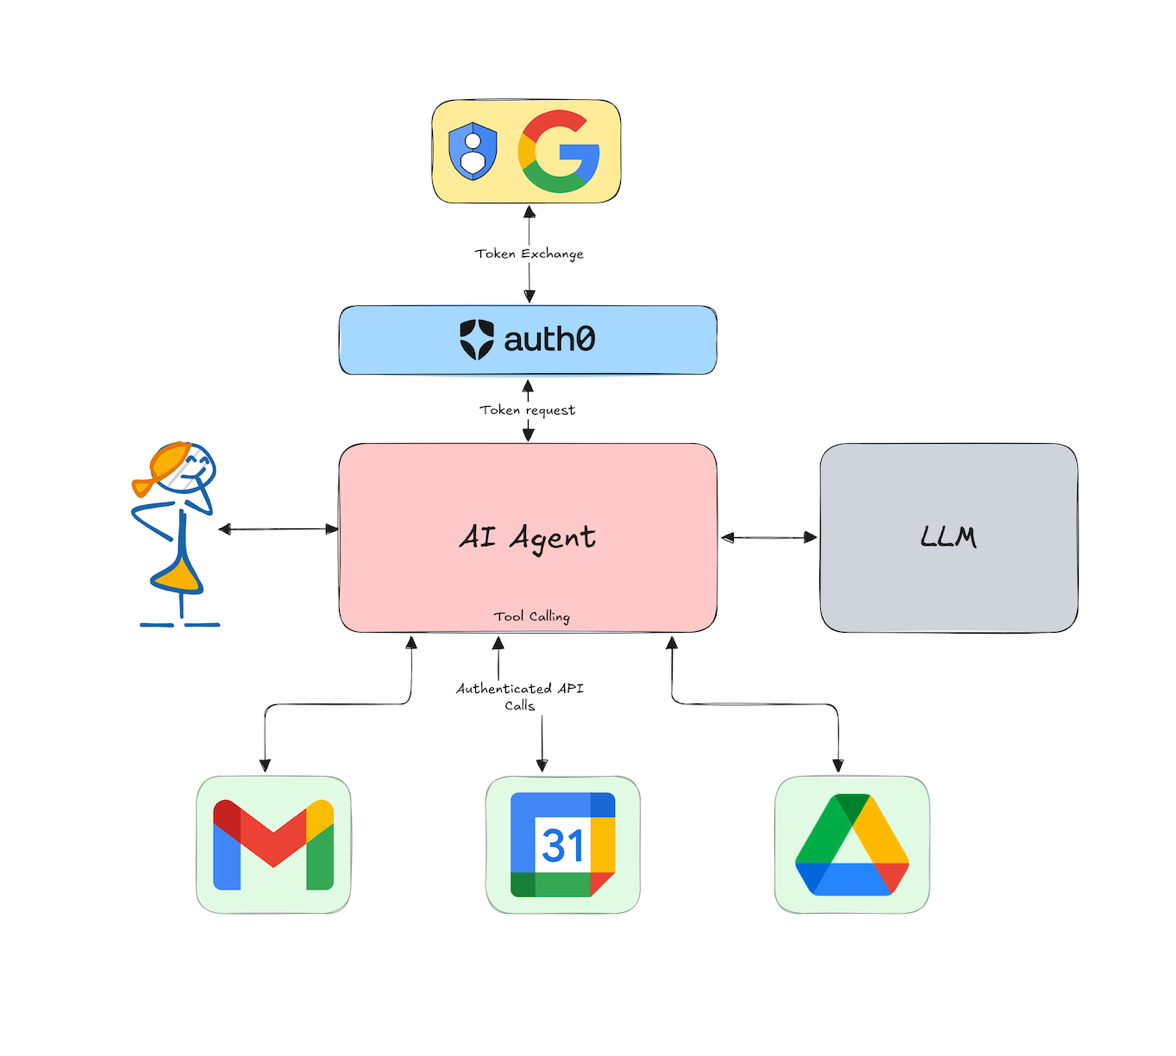 Token Exchange
auth0
Token request
AI Agent
LLM
Tool Calling
Authenticated API
Calls
31